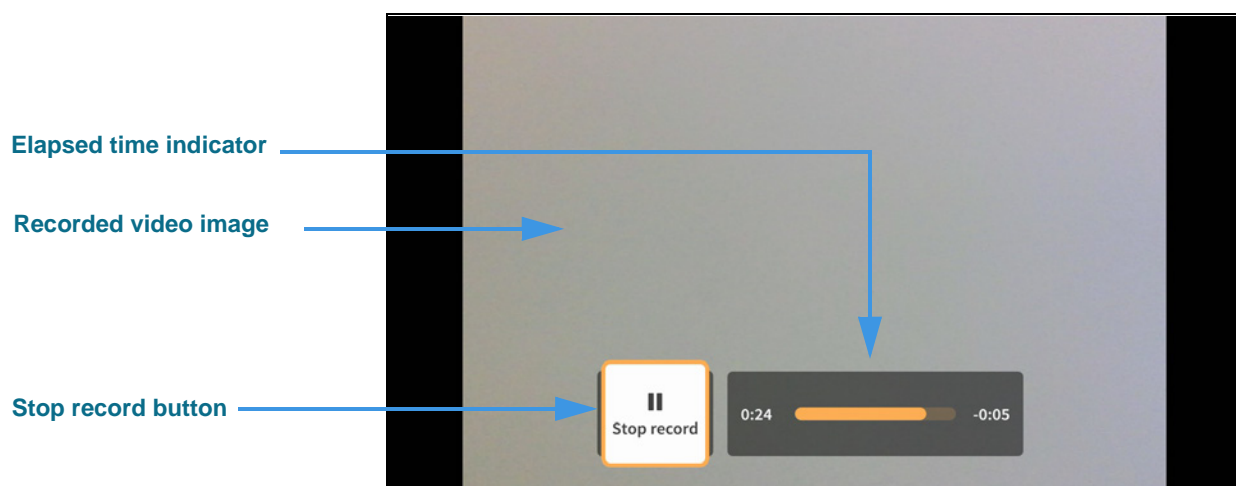 Elapsed time indicator
Recorded video image
Stop record button
Stop record
0:24 -0:05